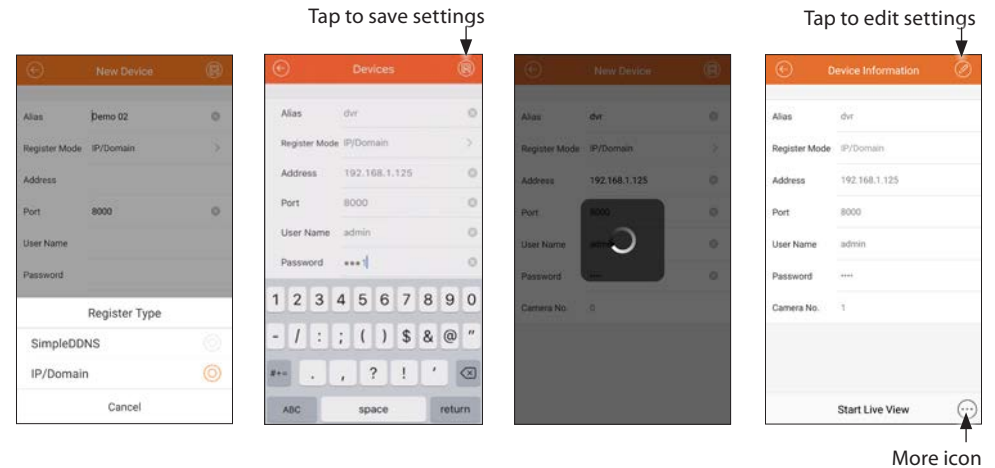 Tap to save settings
Tap to edit settings
New Device
Alias Demo 02
Register Mode IP/Domain
Address
Port 8000
User Name
Password
Register Type
SimpleDDNS
IP/Domain
Cancel
Devices
Alias dvr
Register Mode IP/Domain
Address 192.168.1.125
Port 8000
User Name admin
Password •••1
1 2 3 4 5 6 7 8 9 0
- / : ; ( ) $ & @ "
#+= . , ? ! '
ABC space return
New Device
Alias dvr
Register Mode IP/Domain
Address 192.168.1.125
Port 8000
User Name
Password ••••
Camera No. 0
Device Information
Alias dvr
Register Mode IP/Domain
Address 192.168.1.125
Port 8000
User Name admin
Password ••••
Camera No. 1
Start Live View
More icon